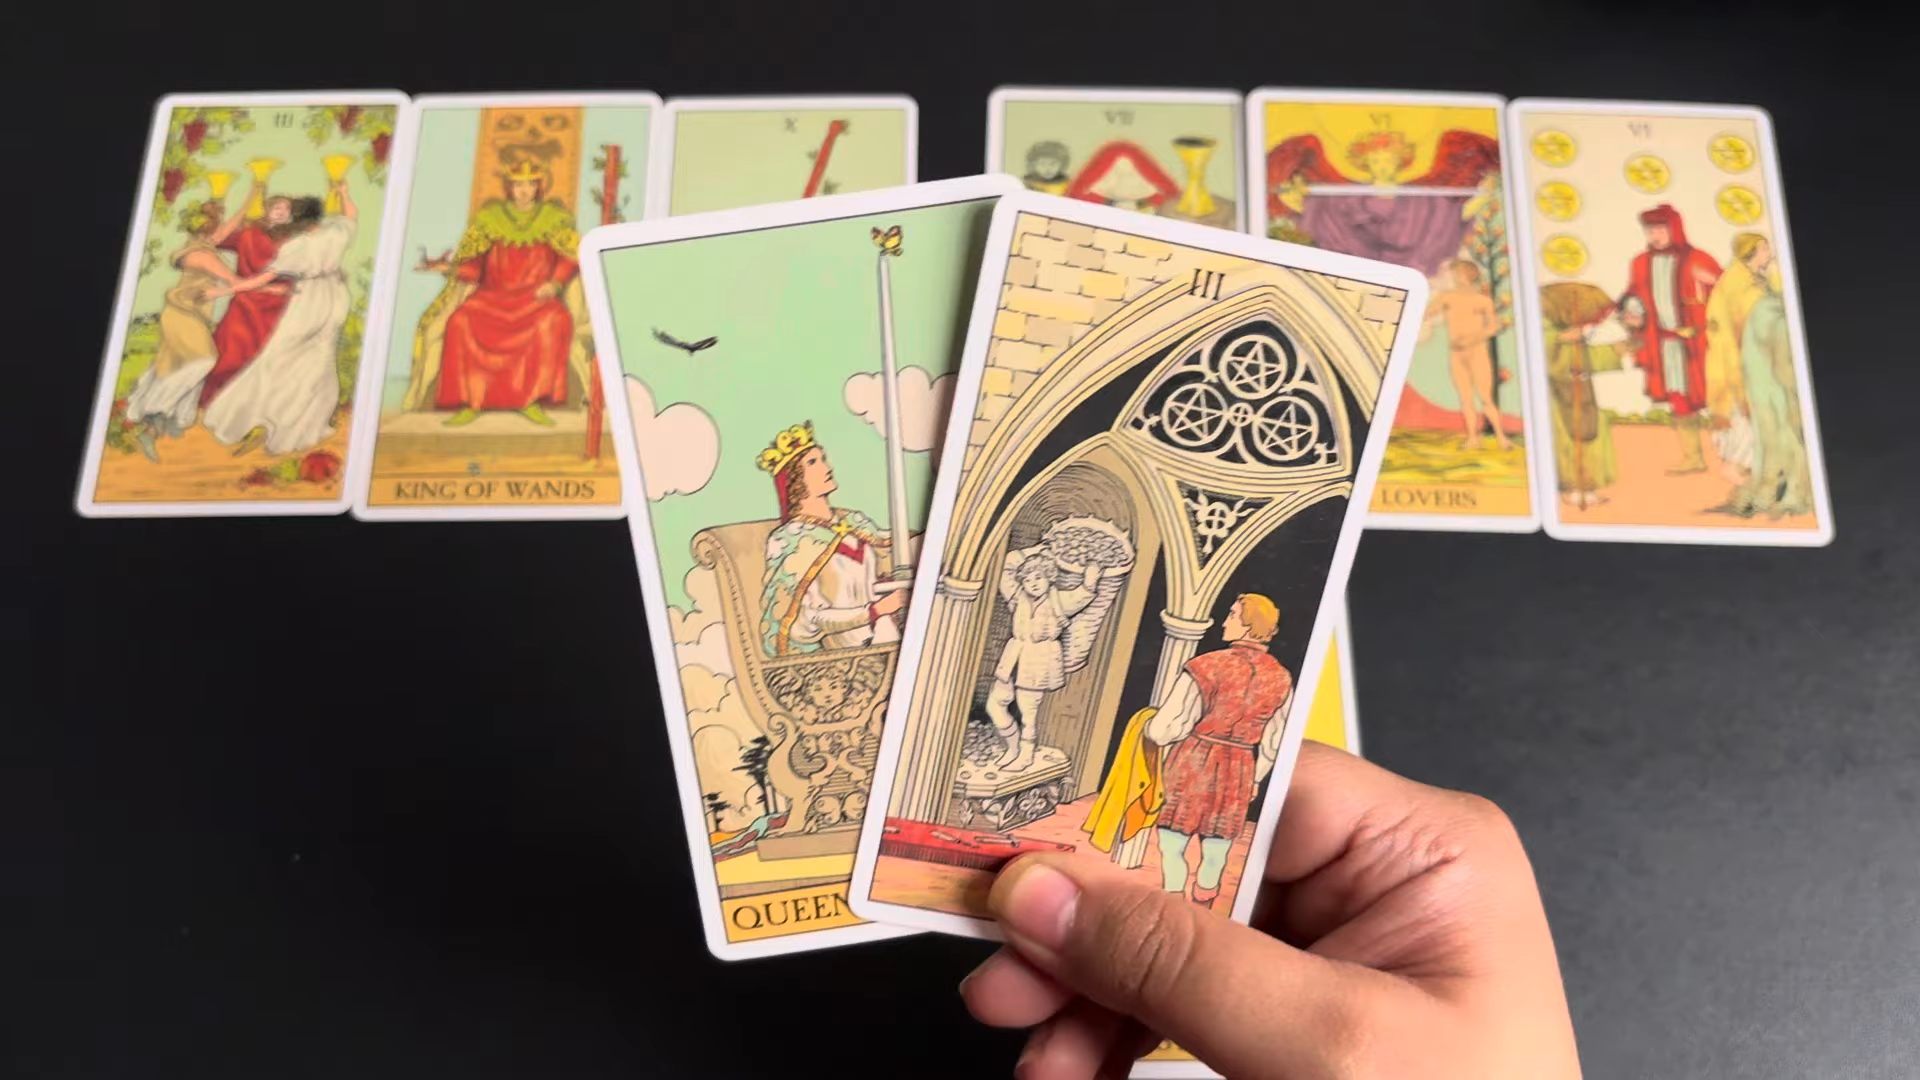 III
KING OF WANDS
X
VII
VI
LOVERS
VI
QUEEN
III